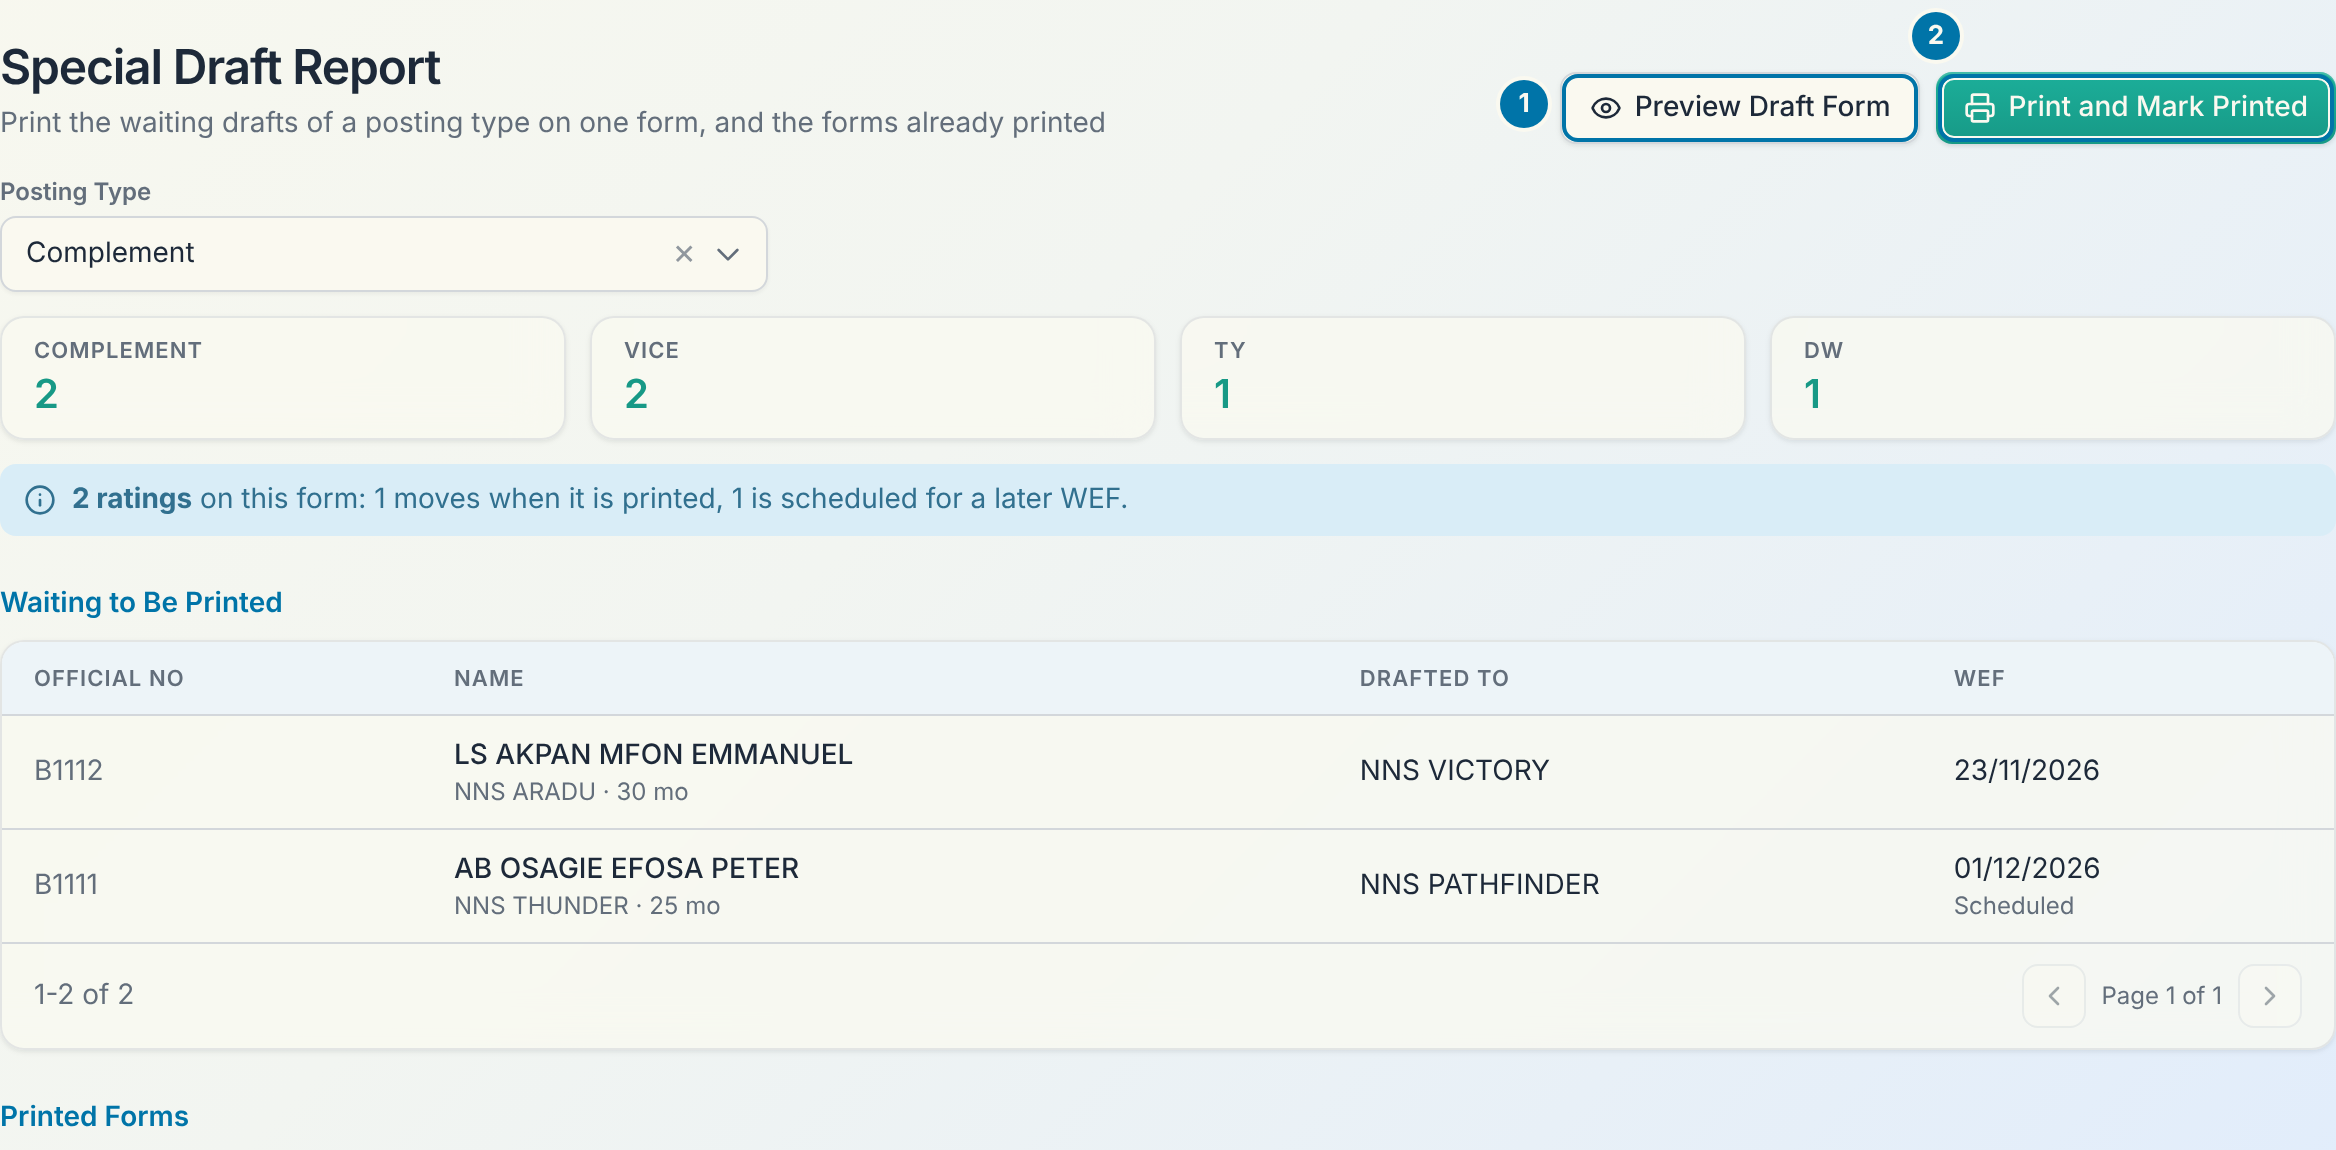 Special Draft Report
Print the waiting drafts of a posting type on one form, and the forms already printed
1
Preview Draft Form
2
Print and Mark Printed
Posting Type
Complement
COMPLEMENT
2
VICE
2
TY
1
DW
1
2 ratings on this form: 1 moves when it is printed, 1 is scheduled for a later WEF.
Waiting to Be Printed
OFFICIAL NO NAME DRAFTED TO WEF
B1112 LS AKPAN MFON EMMANUEL NNS VICTORY 23/11/2026
NNS ARADU · 30 mo
B1111 AB OSAGIE EFOSA PETER NNS PATHFINDER 01/12/2026
NNS THUNDER · 25 mo Scheduled
1-2 of 2 Page 1 of 1
Printed Forms